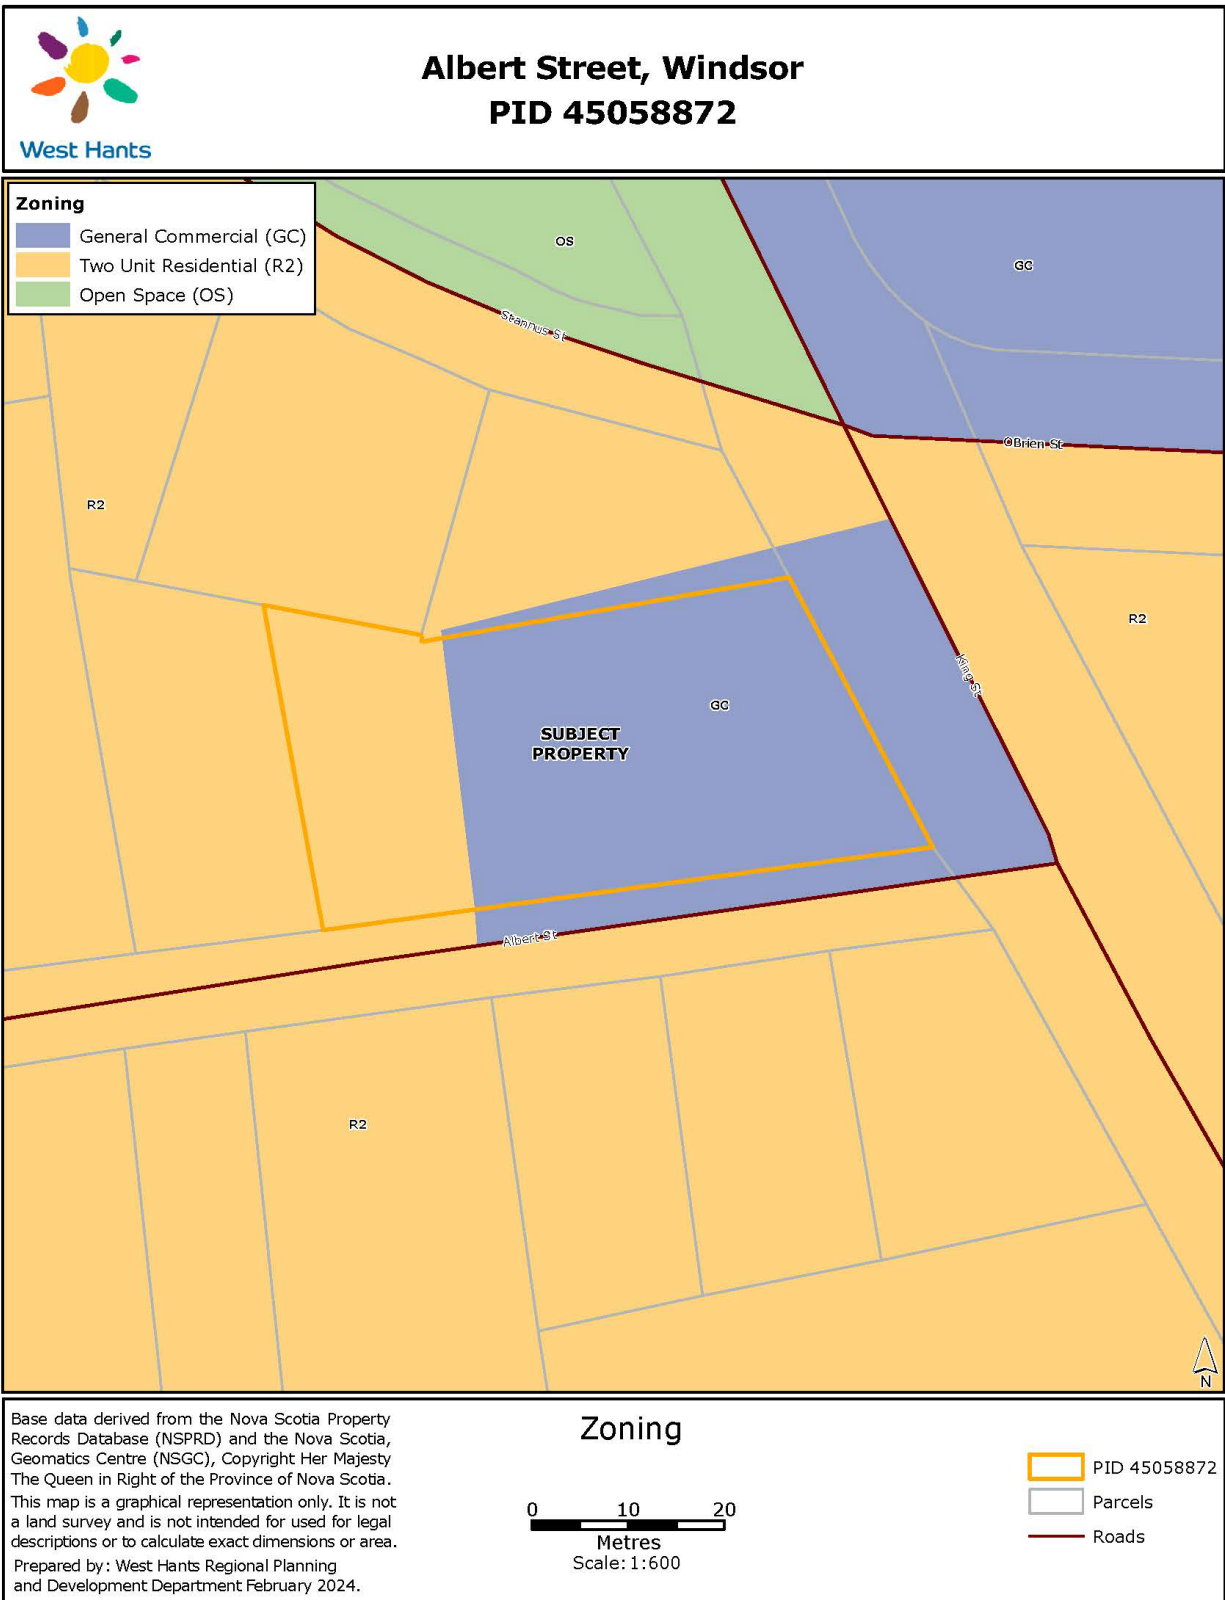 Albert Street, Windsor
PID 45058872
West Hants
Zoning
General Commercial (GC)
Two Unit Residential (R2)
Open Space (OS)
OS
GC
Stannus St
OBrien St
R2
R2
King St
GC
SUBJECT
PROPERTY
Albert St
R2
N
Base data derived from the Nova Scotia Property
Records Database (NSPRD) and the Nova Scotia,
Geomatics Centre (NSGC), Copyright Her Majesty
The Queen in Right of the Province of Nova Scotia.
This map is a graphical representation only. It is not
a land survey and is not intended for used for legal
descriptions or to calculate exact dimensions or area.
Prepared by: West Hants Regional Planning
and Development Department February 2024.
Zoning
0 10 20
Metres
Scale: 1:600
PID 45058872
Parcels
Roads